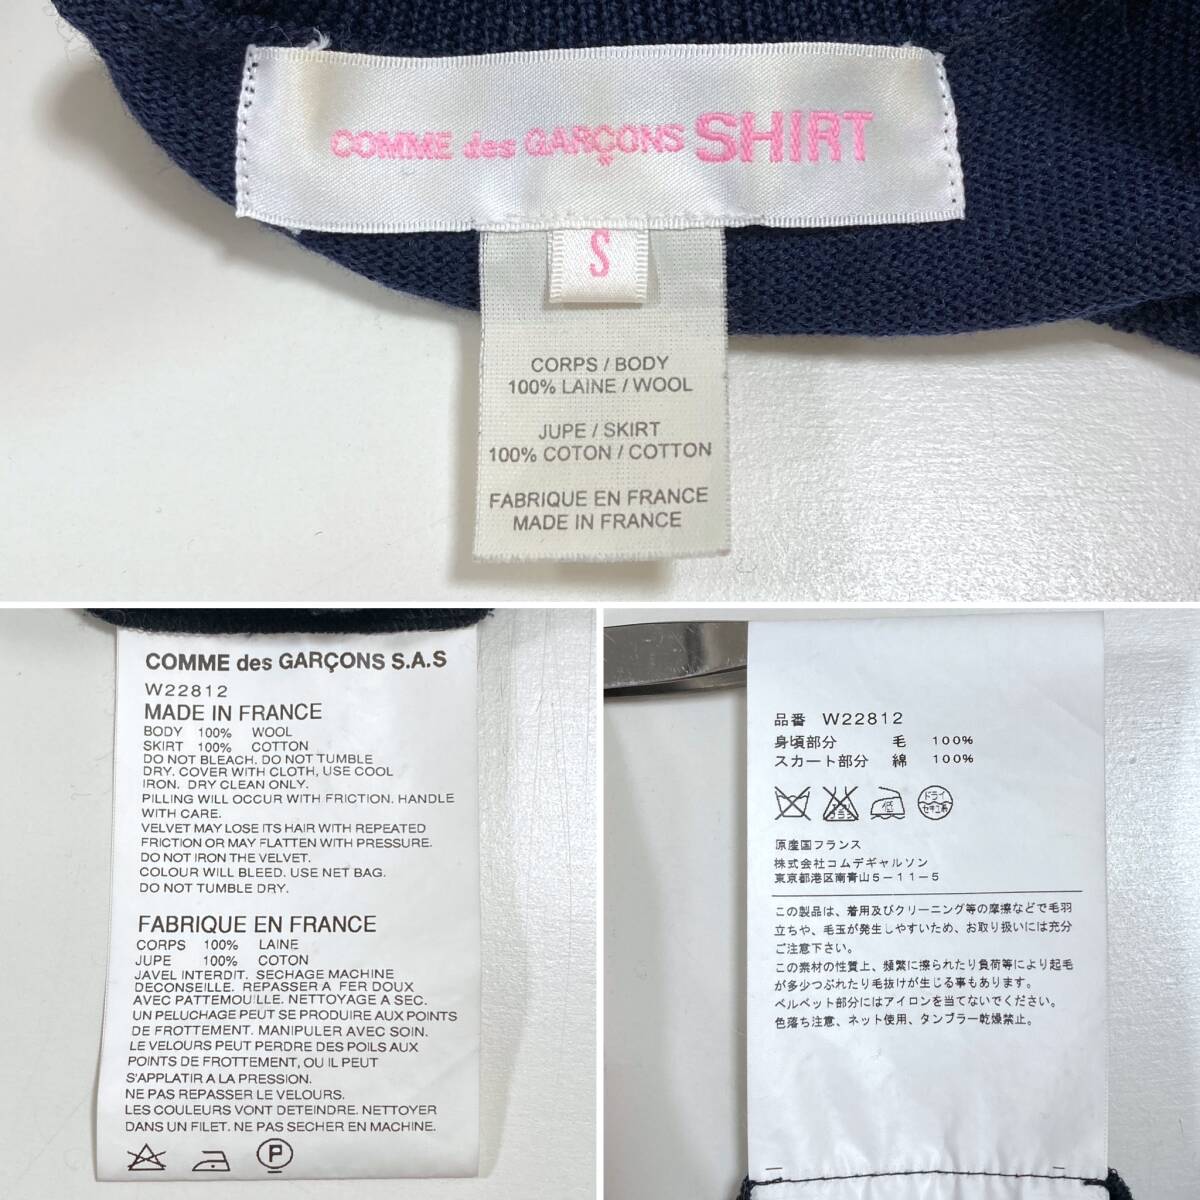 COMME des GARÇONS SHIRT
S
CORPS / BODY
100% LAINE / WOOL
JUPE / SKIRT
100% COTON / COTTON
FABRIQUE EN FRANCE
MADE IN FRANCE
COMME des GARÇONS S.A.S
W22812
MADE IN FRANCE
BODY 100% WOOL
SKIRT 100% COTTON
DO NOT BLEACH. DO NOT TUMBLE
DRY. COVER WITH CLOTH, USE COOL
IRON. DRY CLEAN ONLY.
PILLING WILL OCCUR WITH FRICTION. HANDLE
WITH CARE.
VELVET MAY LOSE ITS HAIR WITH REPEATED
FRICTION OR MAY FLATTEN WITH PRESSURE.
DO NOT IRON THE VELVET.
COLOUR WILL BLEED. USE NET BAG.
DO NOT TUMBLE DRY.
FABRIQUE EN FRANCE
CORPS 100% LAINE
JUPE 100% COTON
JAVEL INTERDIT. SECHAGE MACHINE
DECONSEILLE. REPASSER A FER DOUX
AVEC PATTEMOUILLE. NETTOYAGE A SEC.
UN PELUCHAGE PEUT SE PRODUIRE AUX POINTS
DE FROTTEMENT. MANIPULER AVEC SOIN.
LE VELOURS PEUT PERDRE DES POILS AUX
POINTS DE FROTTEMENT, OU IL PEUT
S'APPLATIR A LA PRESSION.
NE PAS REPASSER LE VELOURS.
LES COULEURS VONT DETEINDRE. NETTOYER
DANS UN FILET. NE PAS SECHER EN MACHINE.
P
品番 W22812
身頃部分 毛 100%
スカート部分 綿 100%
エンソサラシ 低 ドライ セキユ系
原産国フランス
株式会社コムデギャルソン
東京都港区南青山5-11-5
この製品は、着用及びクリーニング等の摩擦などで毛羽
立ちや、毛玉が発生しやすいため、お取り扱いには充分
ご注意下さい。
この素材の性質上、頻繁に擦られたり負荷等により起毛
が多少つぶれたり毛抜けが生じる事もあります。
ベルベット部分にはアイロンを当てないでください。
色落ち注意、ネット使用、タンブラー乾燥禁止。